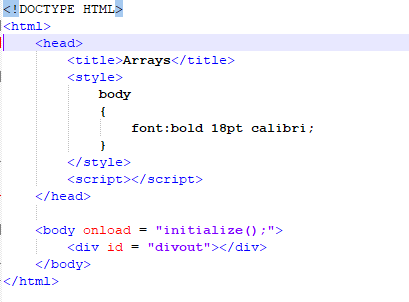 <!DOCTYPE HTML>
<html>
    <head>
        <title>Arrays</title>
        <style>
            body
            {
                font:bold 18pt calibri;
            }
        </style>
        <script></script>
    </head>

    <body onload = "initialize();">
        <div id = "divout"></div>
    </body>
</html>